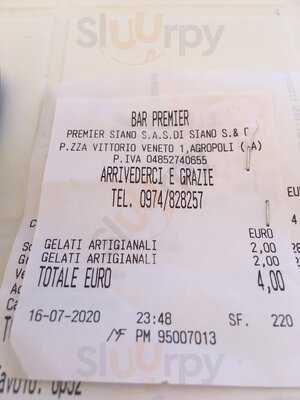 Sluurpy
BAR PREMIER
PREMIER SIANO S.A.S.DI SIANO S.& C
P.ZZA VITTORIO VENETO 1,AGROPOLI ( A)
P.IVA 04852740655
ARRIVEDERCI E GRAZIE
TEL. 0974/828257
EURO
GELATI ARTIGIANALI 2,00
GELATI ARTIGIANALI 2,00
TOTALE EURO 4,00
16-07-2020 23:48 SF. 220
MF PM 95007013
Sluurpy